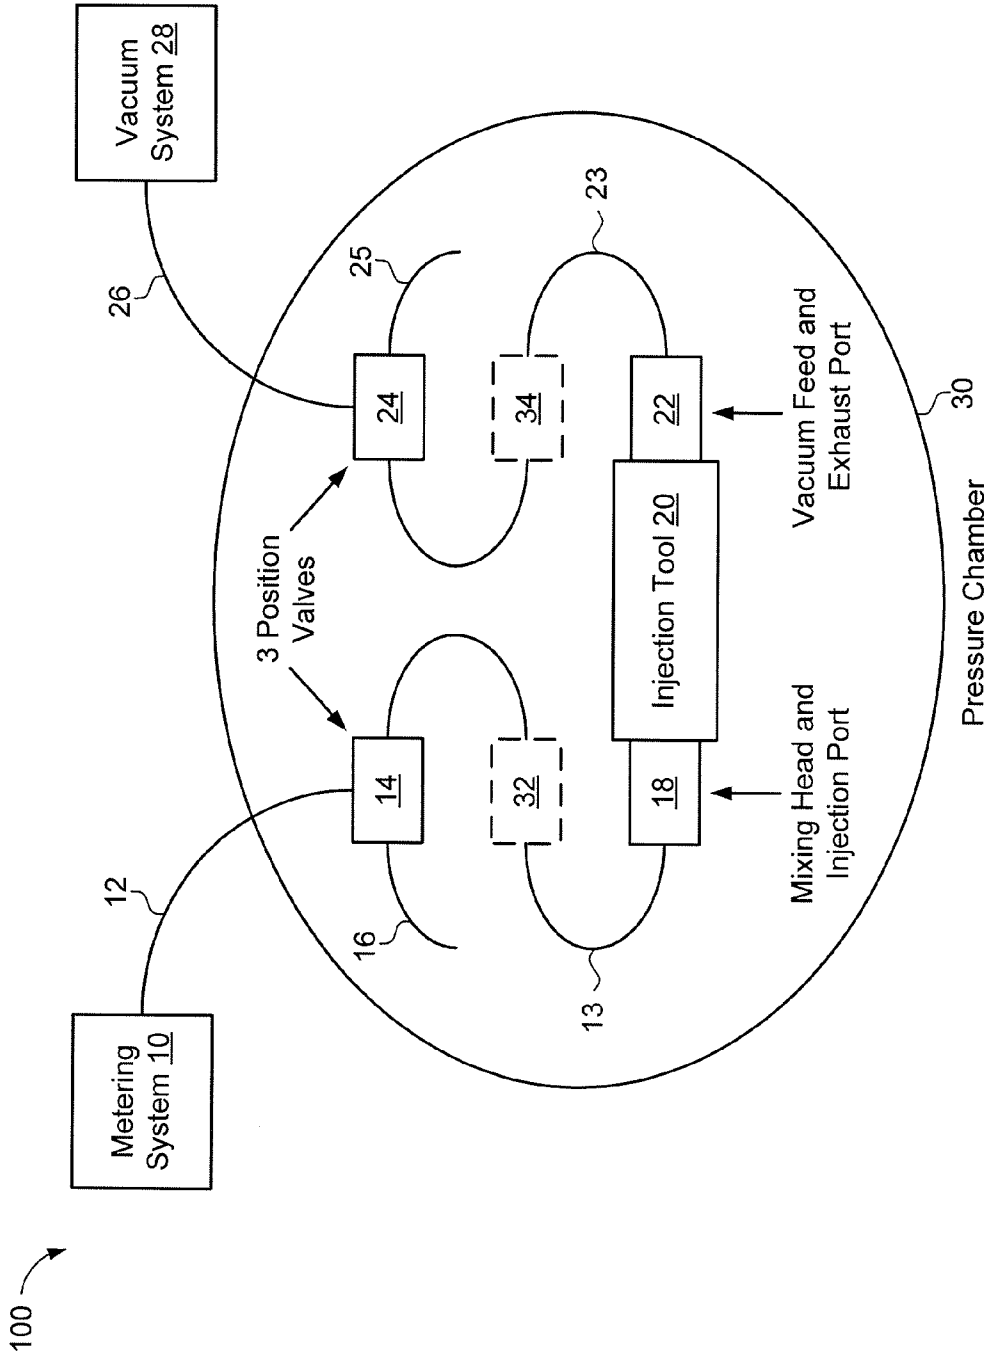 100
Metering
System 10
12
Vacuum
System 28
26
3 Position
Valves
16
14
24
25
32
34
13
23
18
Injection Tool 20
22
Mixing Head and
Injection Port
Vacuum Feed and
Exhaust Port
30
Pressure Chamber